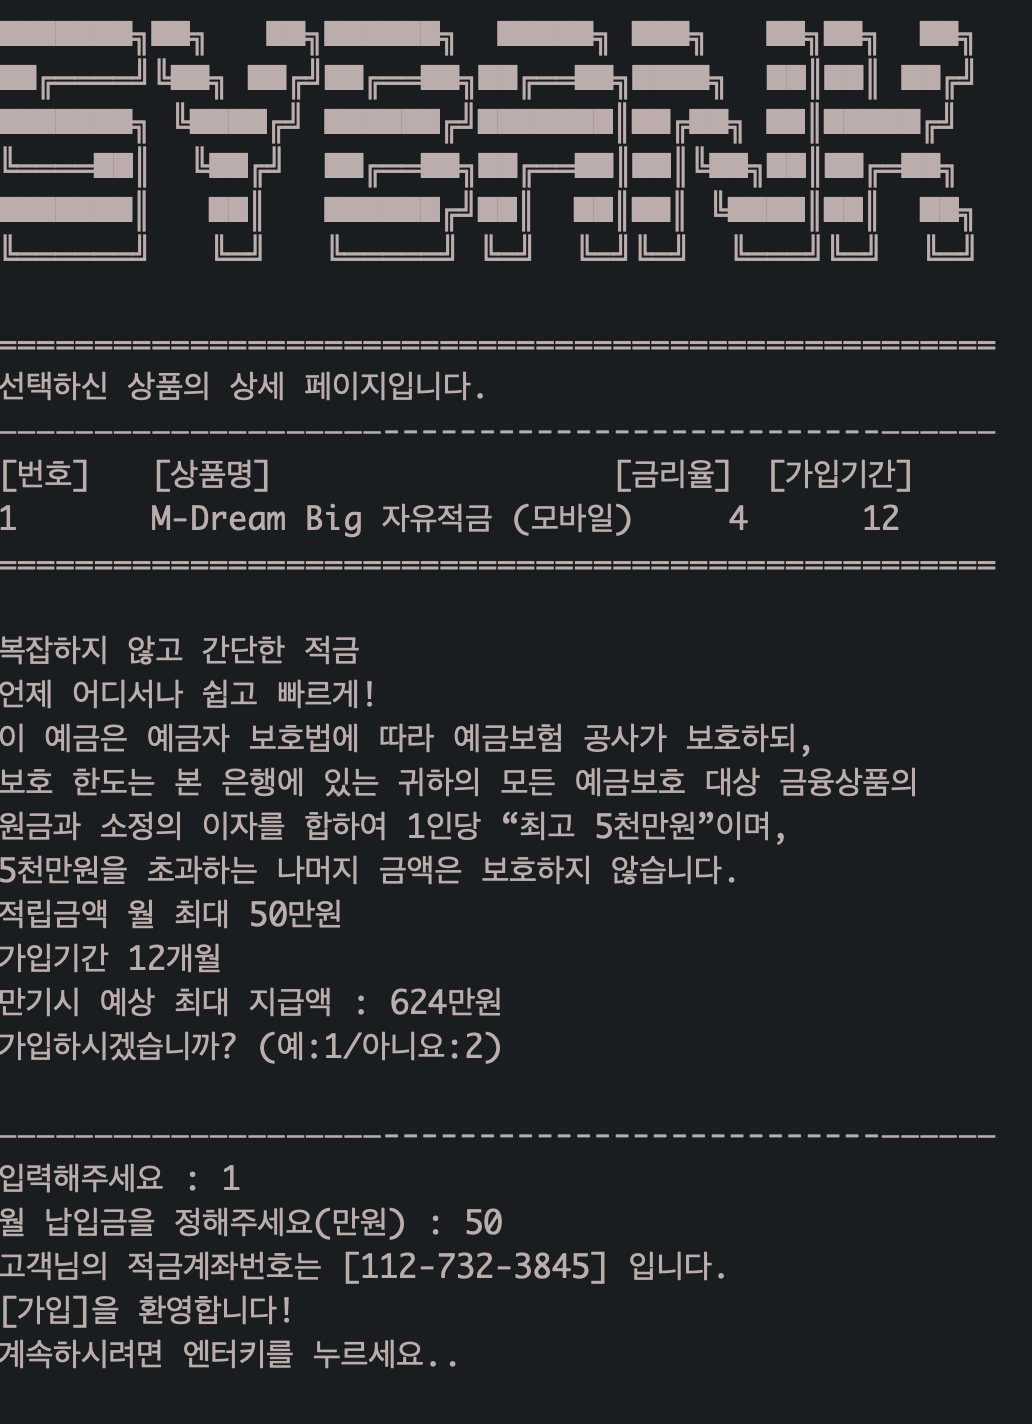 SYBANK
======================================================
선택하신 상품의 상세 페이지입니다.
------------------------------------------------------
[번호] [상품명] [금리율] [가입기간]
1 M-Dream Big 자유적금 (모바일) 4 12
======================================================
복잡하지 않고 간단한 적금
언제 어디서나 쉽고 빠르게!
이 예금은 예금자 보호법에 따라 예금보험 공사가 보호하되,
보호 한도는 본 은행에 있는 귀하의 모든 예금보호 대상 금융상품의
원금과 소정의 이자를 합하여 1인당 “최고 5천만원”이며,
5천만원을 초과하는 나머지 금액은 보호하지 않습니다.
적립금액 월 최대 50만원
가입기간 12개월
만기시 예상 최대 지급액 : 624만원
가입하시겠습니까? (예:1/아니요:2)
------------------------------------------------------
입력해주세요 : 1
월 납입금을 정해주세요(만원) : 50
고객님의 적금계좌번호는 [112-732-3845] 입니다.
[가입]을 환영합니다!
계속하시려면 엔터키를 누르세요..